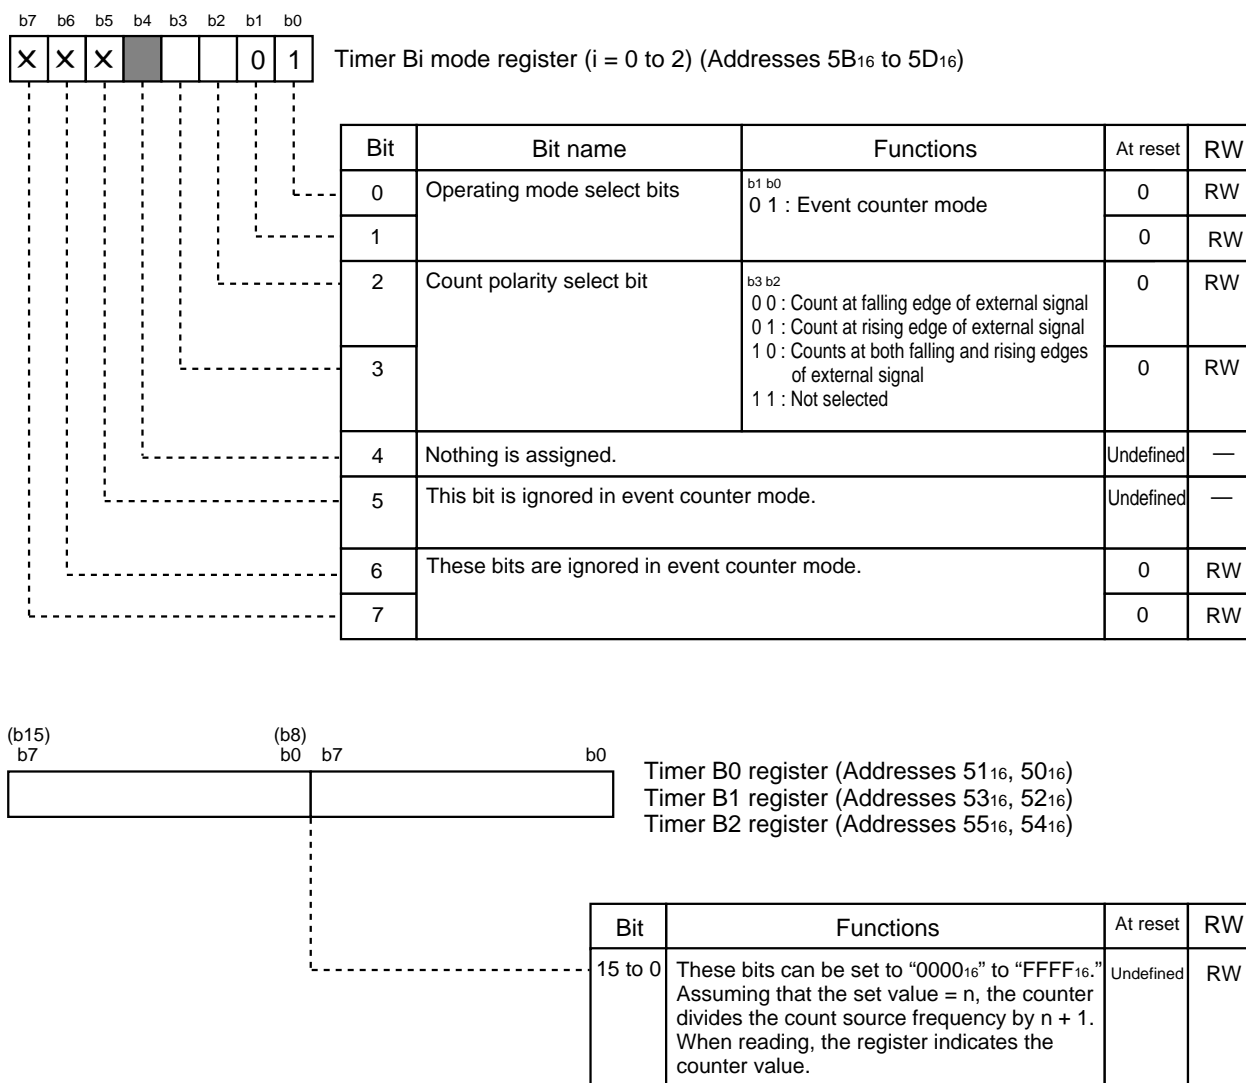 b7 b6 b5 b4 b3 b2 b1 b0
✕ ✕ ✕ 0 1
Timer Bi mode register (i = 0 to 2) (Addresses 5B16 to 5D16)
Bit Bit name Functions At reset RW
0 Operating mode select bits b1 b0 0 RW
0 1 : Event counter mode
1 0 RW
2 Count polarity select bit b3 b2 0 RW
0 0 : Count at falling edge of external signal
0 1 : Count at rising edge of external signal
1 0 : Counts at both falling and rising edges
3 of external signal 0 RW
1 1 : Not selected
4 Nothing is assigned. Undefined —
5 This bit is ignored in event counter mode. Undefined —
6 These bits are ignored in event counter mode. 0 RW
7 0 RW
(b15) (b8)
b7 b0 b7 b0
Timer B0 register (Addresses 5116, 5016)
Timer B1 register (Addresses 5316, 5216)
Timer B2 register (Addresses 5516, 5416)
Bit Functions At reset RW
15 to 0 These bits can be set to “000016” to “FFFF16.” Undefined RW
Assuming that the set value = n, the counter
divides the count source frequency by n + 1.
When reading, the register indicates the
counter value.